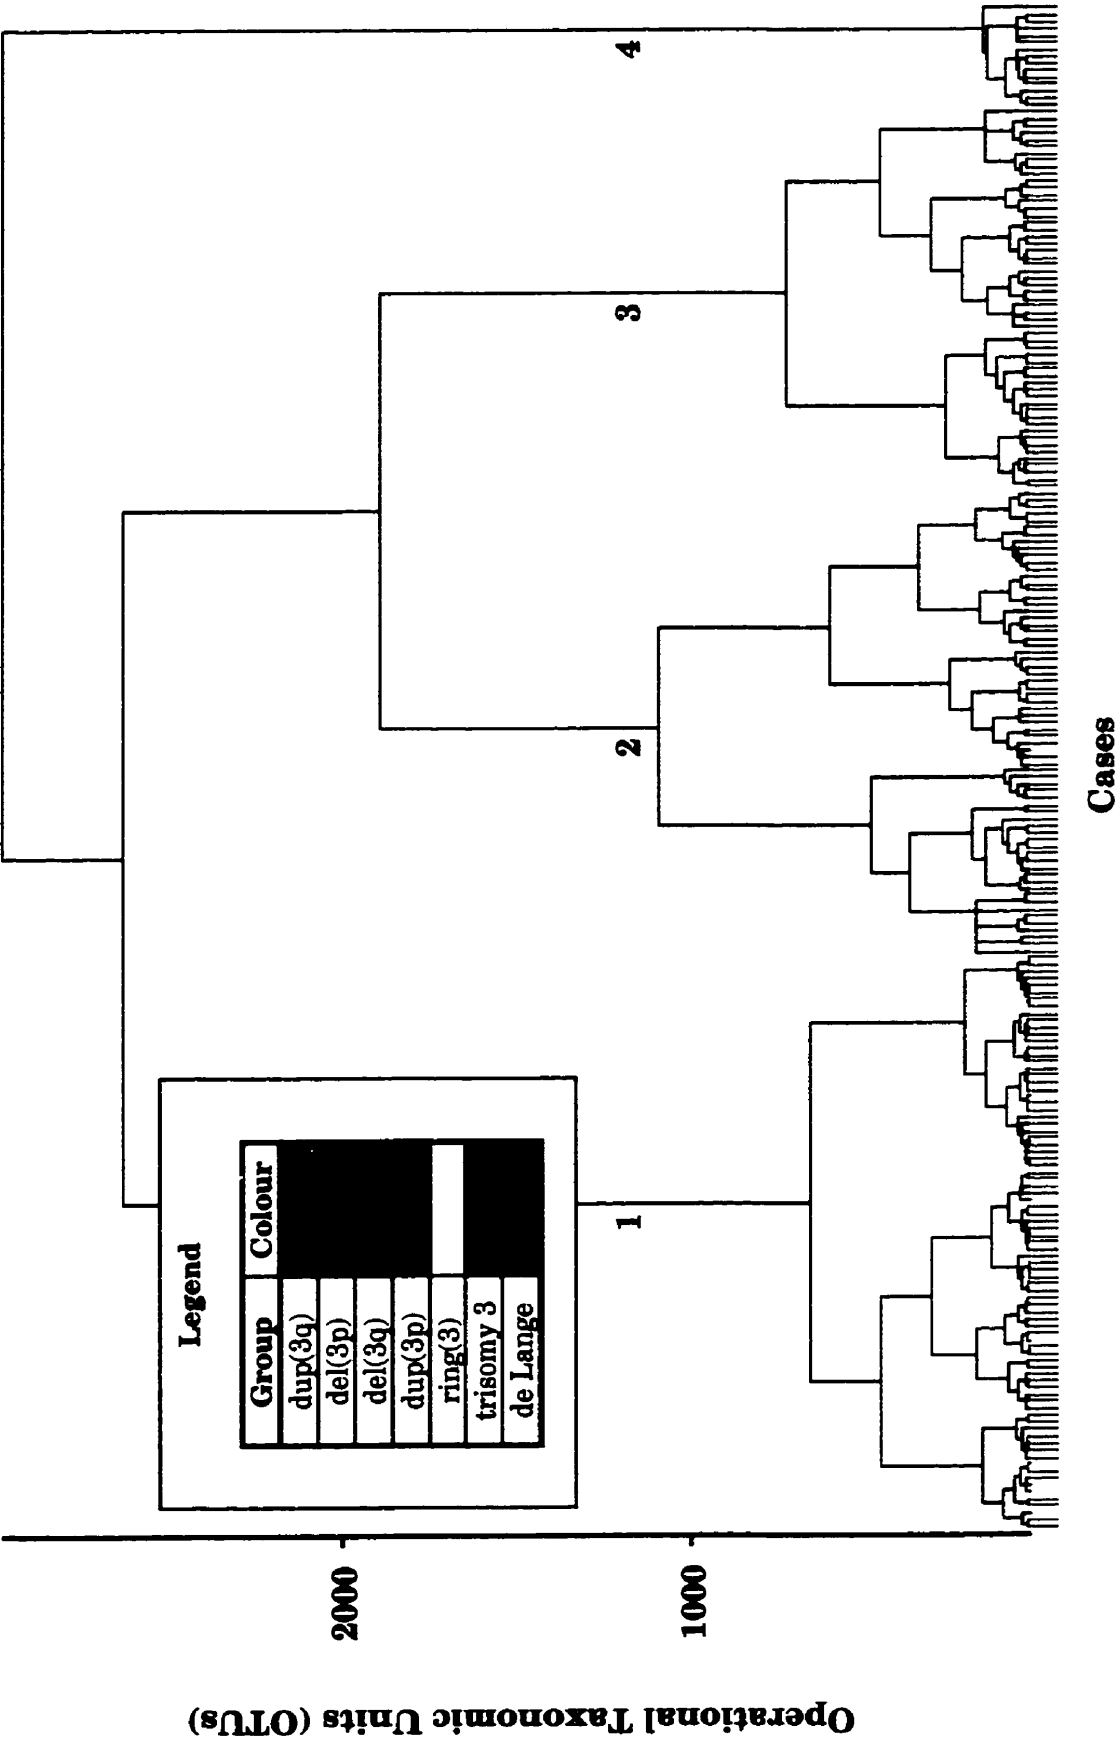 Operational Taxonomic Units (OTUs)
2000
1000
Legend
Group Colour
dup(3q)
del(3p)
del(3q)
dup(3p)
ring(3)
trisomy 3
de Lange
1
2
3
4
Cases